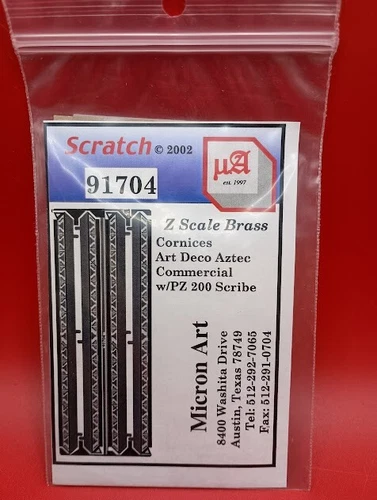 Scratch © 2002
µA
est. 1997
91704
Z Scale Brass
Cornices
Art Deco Aztec
Commercial
w/PZ 200 Scribe
Micron Art
8400 Washita Drive
Austin, Texas 78749
Tel: 512-292-7065
Fax: 512-291-0704